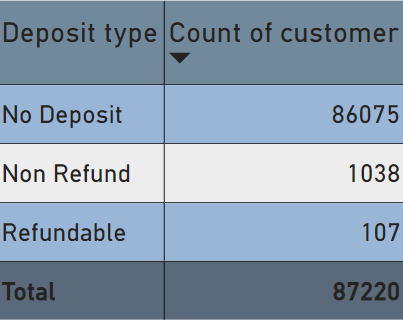 Deposit type Count of customer
No Deposit 86075
Non Refund 1038
Refundable 107
Total 87220